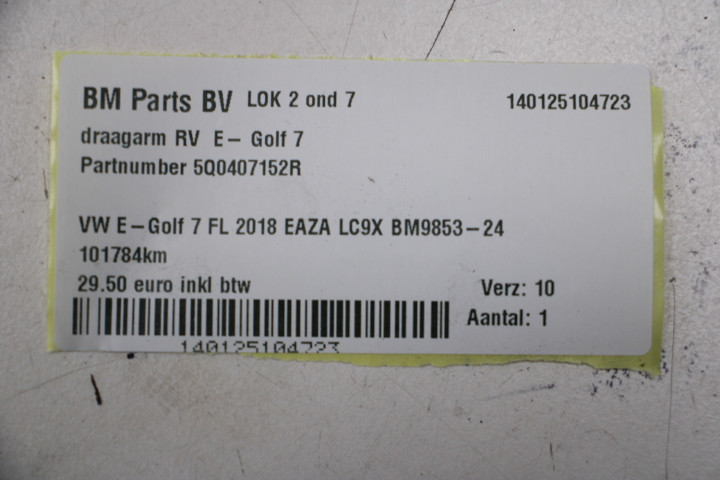 BM Parts BV LOK 2 ond 7 140125104723
draagarm RV E- Golf 7
Partnumber 5Q0407152R
VW E-Golf 7 FL 2018 EAZA LC9X BM9853-24
101784km
29.50 euro inkl btw Verz: 10
Aantal: 1
140125104723